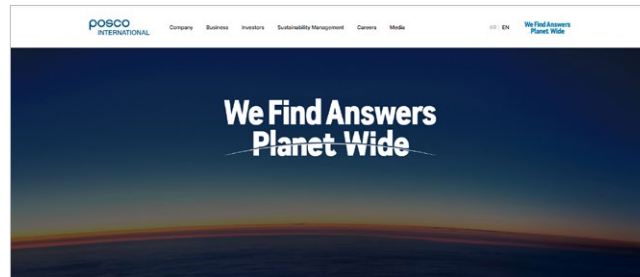 posco
INTERNATIONAL
Company Business Investors Sustainability Management Careers Media
KR EN
We Find Answers
Planet Wide
We Find Answers
Planet Wide